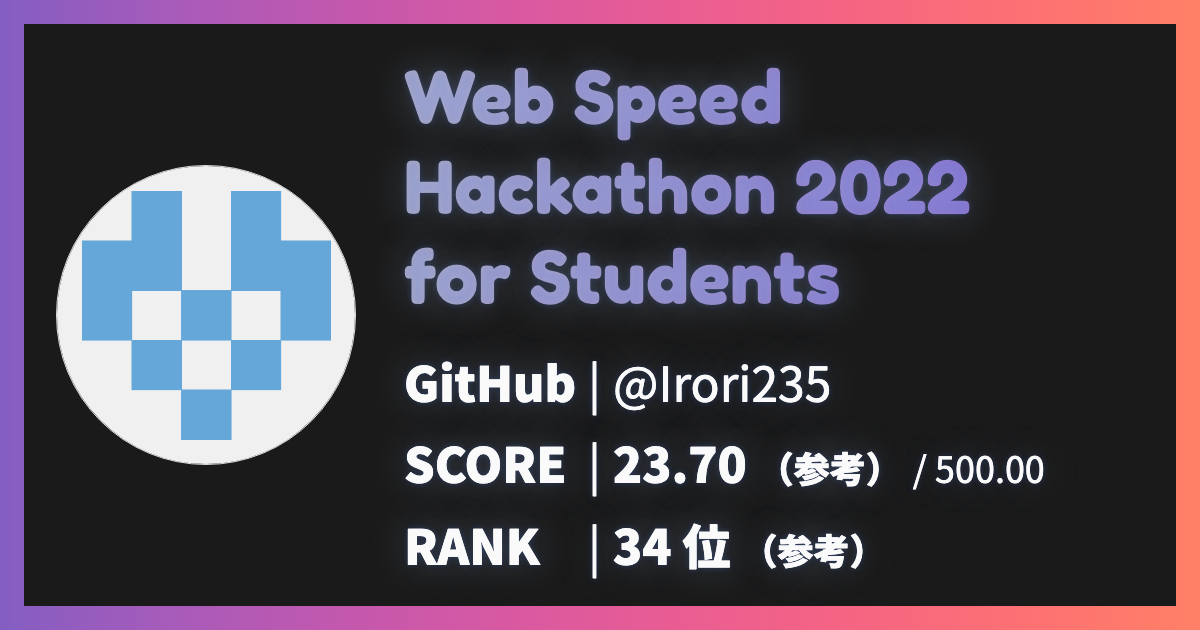 Web Speed
Hackathon 2022
for Students
GitHub | @Irori235
SCORE | 23.70 （参考） / 500.00
RANK | 34 位 （参考）